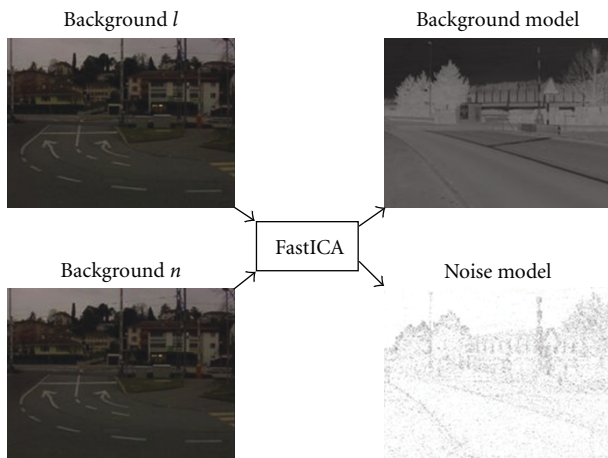 Background l
Background model
FastICA
Background n
Noise model